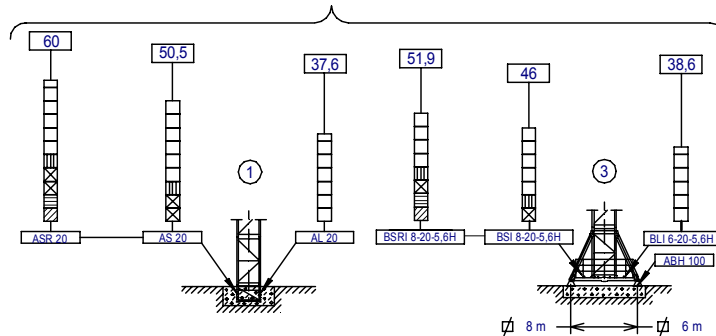 60
50,5
37,6
51,9
46
38,6
1
3
ASR 20
AS 20
AL 20
BSRI 8-20-5,6H
BSI 8-20-5,6H
BLI 6-20-5,6H
ABH 100
8 m
6 m